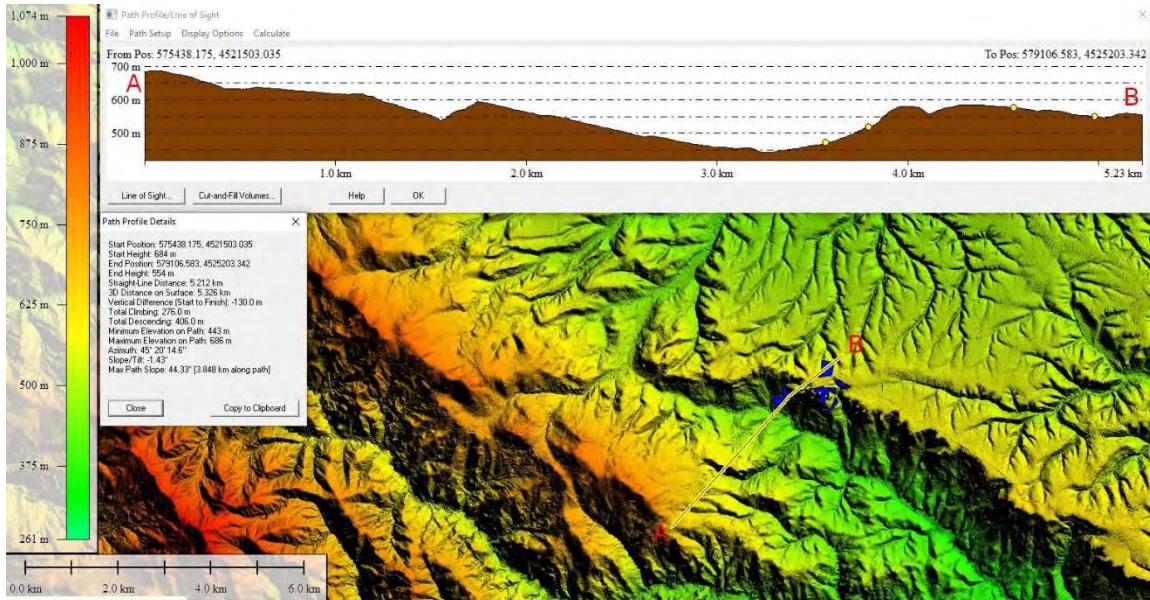 1,074 m
1,000 m
875 m
750 m
625 m
500 m
375 m
261 m
0.0 km 2.0 km 4.0 km 6.0 km
Path Profile/Line of Sight
File Path Setup Display Options Calculate
From Pos: 575438.175, 4521503.035 To Pos: 579106.583, 4525203.342
700 m
A
600 m
B
500 m
1.0 km 2.0 km 3.0 km 4.0 km 5.23 km
Line of Sight... Cut-and-Fill Volumes... Help OK
Path Profile Details
Start Position: 575438.175, 4521503.035
Start Height: 684 m
End Position: 579106.583, 4525203.342
End Height: 554 m
Straight-Line Distance: 5.212 km
3D Distance on Surface: 5.326 km
Vertical Difference (Start to Finish): -130.0 m
Total Climbing: 276.0 m
Total Descending: 406.0 m
Minimum Elevation on Path: 443 m
Maximum Elevation on Path: 686 m
Azimuth: 45° 20' 14.6"
Slope/Tilt: -1.43°
Max Path Slope: 44.33° [3.848 km along path]
Close Copy to Clipboard
B
A